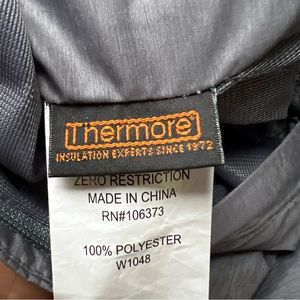 Thermore
INSULATION EXPERTS SINCE 1972
ZERO RESTRICTION
MADE IN CHINA
RN#106373
100% POLYESTER
W1048